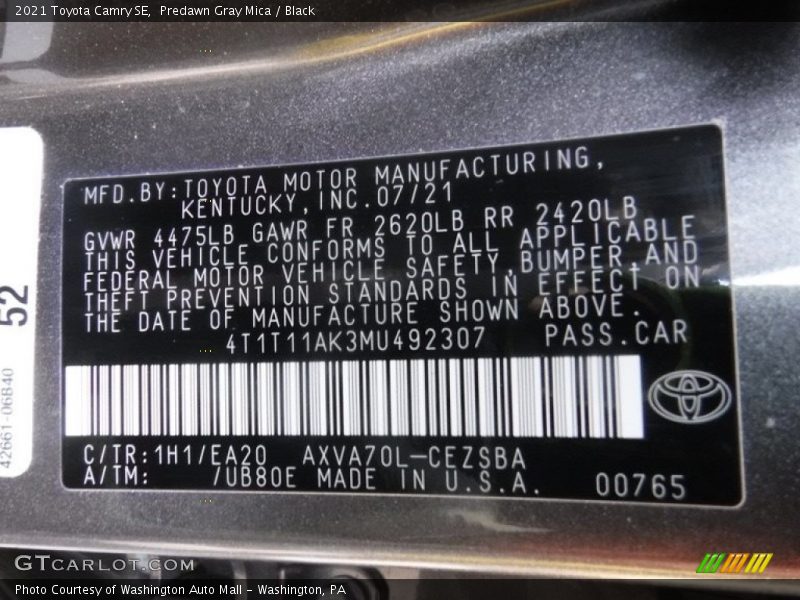 2021 Toyota Camry SE, Predawn Gray Mica / Black
MFD.BY:TOYOTA MOTOR MANUFACTURING,
KENTUCKY,INC.07/21
GVWR 4475LB GAWR FR 2620LB RR 2420LB
THIS VEHICLE CONFORMS TO ALL APPLICABLE
FEDERAL MOTOR VEHICLE SAFETY,BUMPER AND
THEFT PREVENTION STANDARDS IN EFFECT ON
THE DATE OF MANUFACTURE SHOWN ABOVE.
4T1T11AK3MU492307 PASS.CAR
C/TR:1H1/EA20 AXVA70L-CEZSBA
A/TM: /UB80E MADE IN U.S.A. 00765
52
42661-06B40
GTCARLOT.COM
Photo Courtesy of Washington Auto Mall - Washington, PA